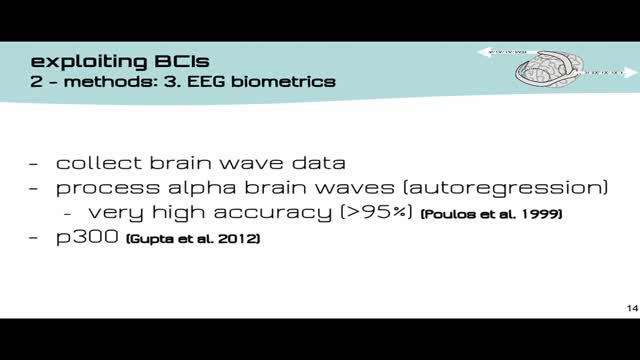 exploiting BCIs
2 - methods: 3. EEG biometrics
- collect brain wave data
- process alpha brain waves (autoregression)
- very high accuracy (>95%) (Poulos et al. 1999)
- p300 (Gupta et al. 2012)
14